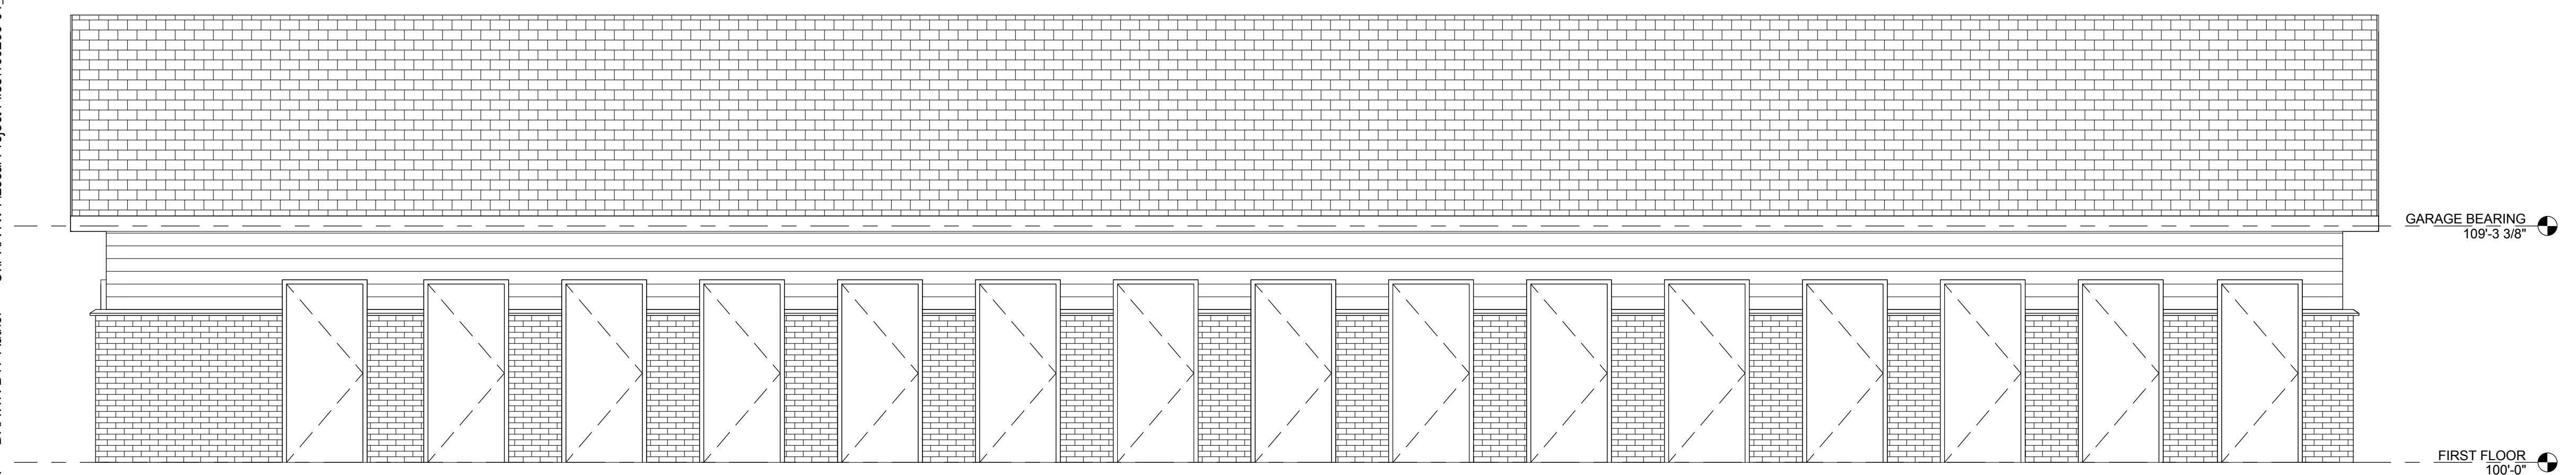 GARAGE BEARING
109'-3 3/8"
FIRST FLOOR
100'-0"